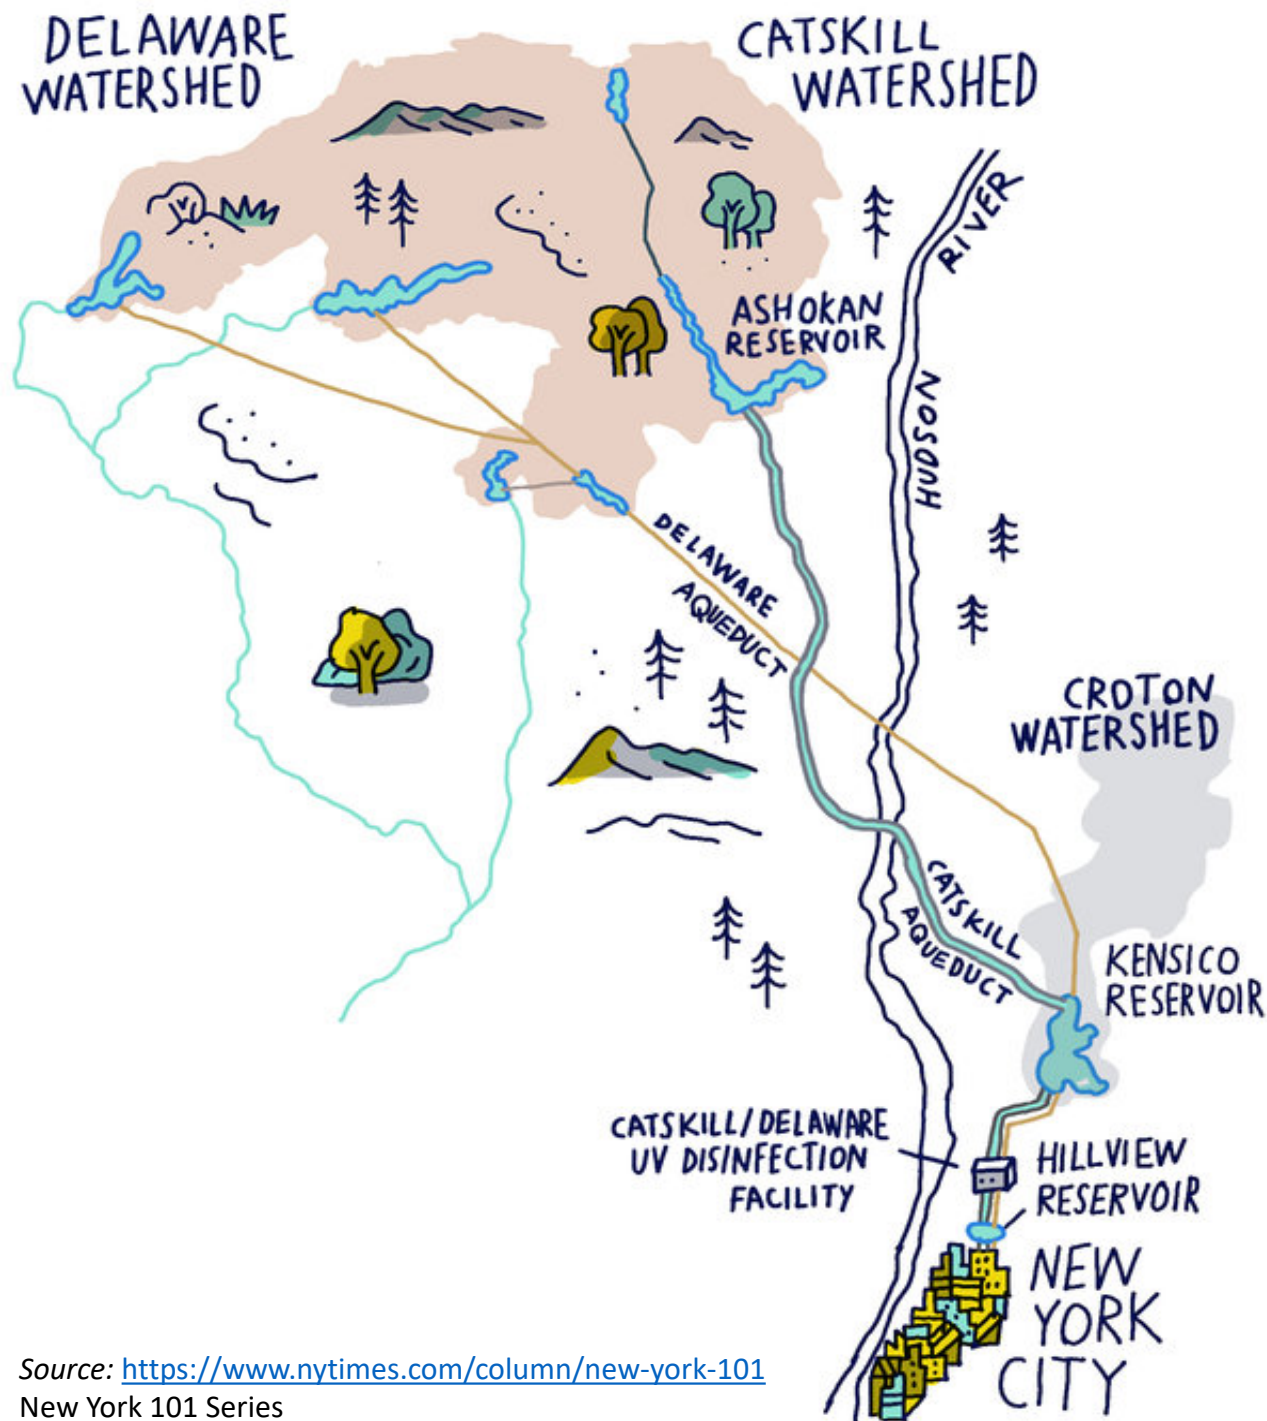 DELAWARE
WATERSHED
CATSKILL
WATERSHED
RIVER
ASHOKAN
RESERVOIR
HUDSON
DELAWARE
AQUEDUCT
CROTON
WATERSHED
CATSKILL
AQUEDUCT
KENSICO
RESERVOIR
CATSKILL/DELAWARE
UV DISINFECTION
FACILITY
HILLVIEW
RESERVOIR
NEW
YORK
CITY
Source: https://www.nytimes.com/column/new-york-101
New York 101 Series